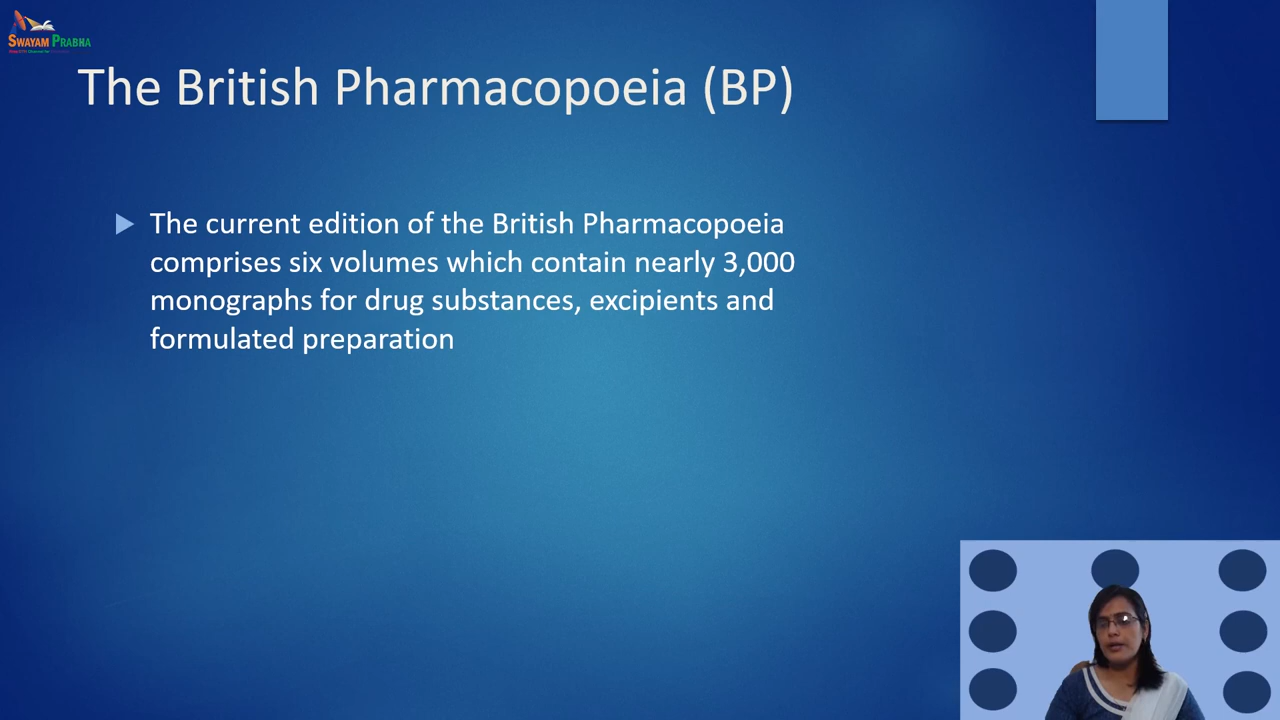 SWAYAM PRABHA
The British Pharmacopoeia (BP)
The current edition of the British Pharmacopoeia
comprises six volumes which contain nearly 3,000
monographs for drug substances, excipients and
formulated preparation